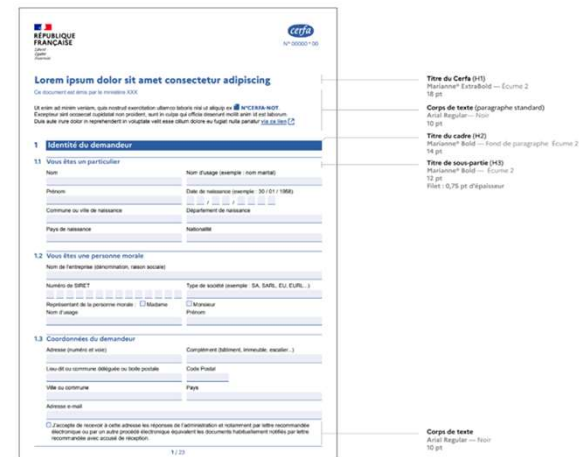 RÉPUBLIQUE
FRANÇAISE
Liberté
Égalité
Fraternité
cerfa
N° 00000*00
Lorem ipsum dolor sit amet consectetur adipiscing
Ce document est émis par le ministère XXX
Ut enim ad minim veniam, quis nostrud exercitation ullamco laboris nisi ut aliquip ex N°CERFA-NOT
Excepteur sint occaecat cupidatat non proident, sunt in culpa qui officia deserunt mollit anim id est laborum.
Duis aute irure dolor in reprehenderit in voluptate velit esse cillum dolore eu fugiat nulla pariatur via ce lien
1 Identité du demandeur
1.1 Vous êtes un particulier
Nom
Nom d'usage (exemple : nom marital)
Prénom
Date de naissance (exemple : 30 / 01 / 1968)
Commune ou ville de naissance
Département de naissance
Pays de naissance
Nationalité
1.2 Vous êtes une personne morale
Nom de l'entreprise (dénomination, raison sociale)
Numéro de SIRET
Type de société (exemple : SA, SARL, EU, EURL...)
Représentant de la personne morale : Madame Monsieur
Nom d'usage
Prénom
1.3 Coordonnées du demandeur
Adresse (numéro et voie)
Complément (bâtiment, immeuble, escalier...)
Lieu dit ou commune déléguée ou boîte postale
Code Postal
Ville ou commune
Pays
Adresse e-mail
J'accepte de recevoir à cette adresse les réponses de l'administration et notamment par lettre recommandée
électronique ou par un autre procédé électronique équivalent les documents habituellement notifiés par lettre
recommandée avec accusé de réception.
1 / 23
Titre du Cerfa (H1)
Marianne* ExtraBold — Écume 2
18 pt
Corps de texte (paragraphe standard)
Arial Regular — Noir
10 pt
Titre du cadre (H2)
Marianne* Bold — Fond de paragraphe Écume 2
14 pt
Titre de sous-partie (H3)
Marianne* Bold — Écume 2
12 pt
Filet : 0,75 pt d'épaisseur
Corps de texte
Arial Regular — Noir
10 pt